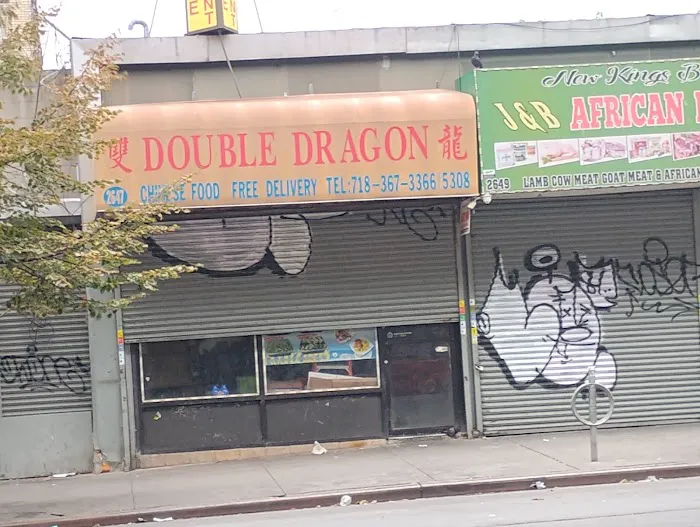 EN
T
雙 DOUBLE DRAGON 龍
2647 CHINESE FOOD FREE DELIVERY TEL:718-367-3366 5308
New Kings B
J&B AFRICAN
2649 LAMB COW MEAT GOAT MEAT & AFRICAN